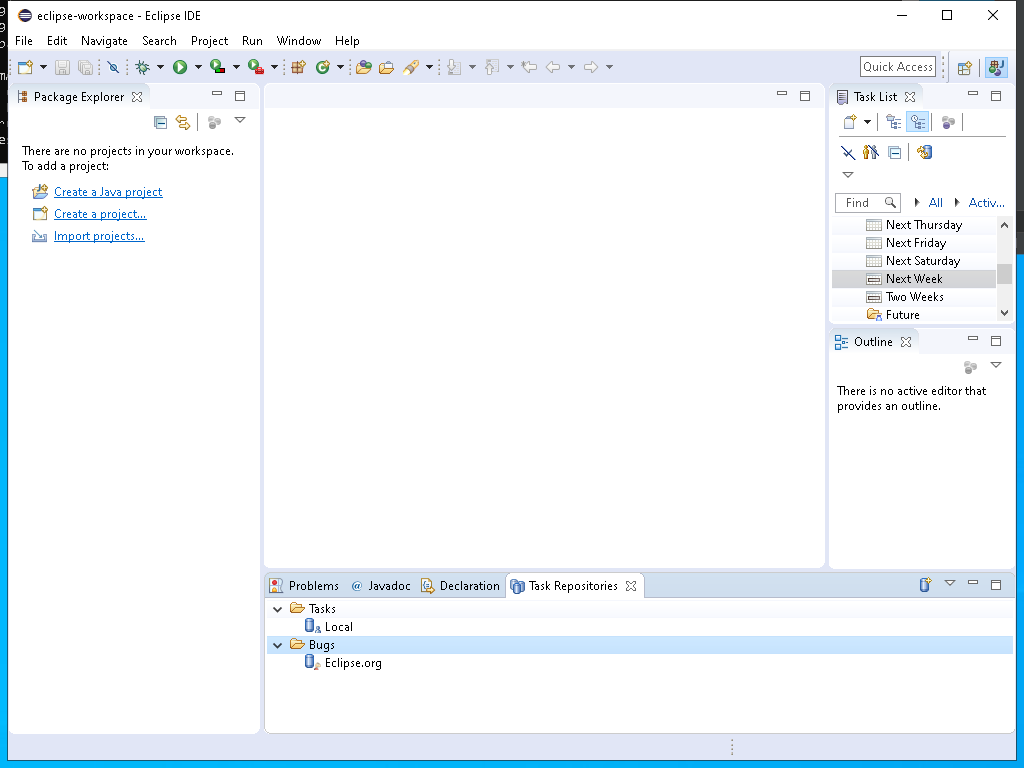 eclipse-workspace - Eclipse IDE
File Edit Navigate Search Project Run Window Help
Quick Access
Package Explorer
There are no projects in your workspace.
To add a project:
Create a Java project
Create a project...
Import projects...
Task List
Find All Activ...
Next Thursday
Next Friday
Next Saturday
Next Week
Two Weeks
Future
Outline
There is no active editor that
provides an outline.
Problems @ Javadoc Declaration Task Repositories
Tasks
Local
Bugs
Eclipse.org